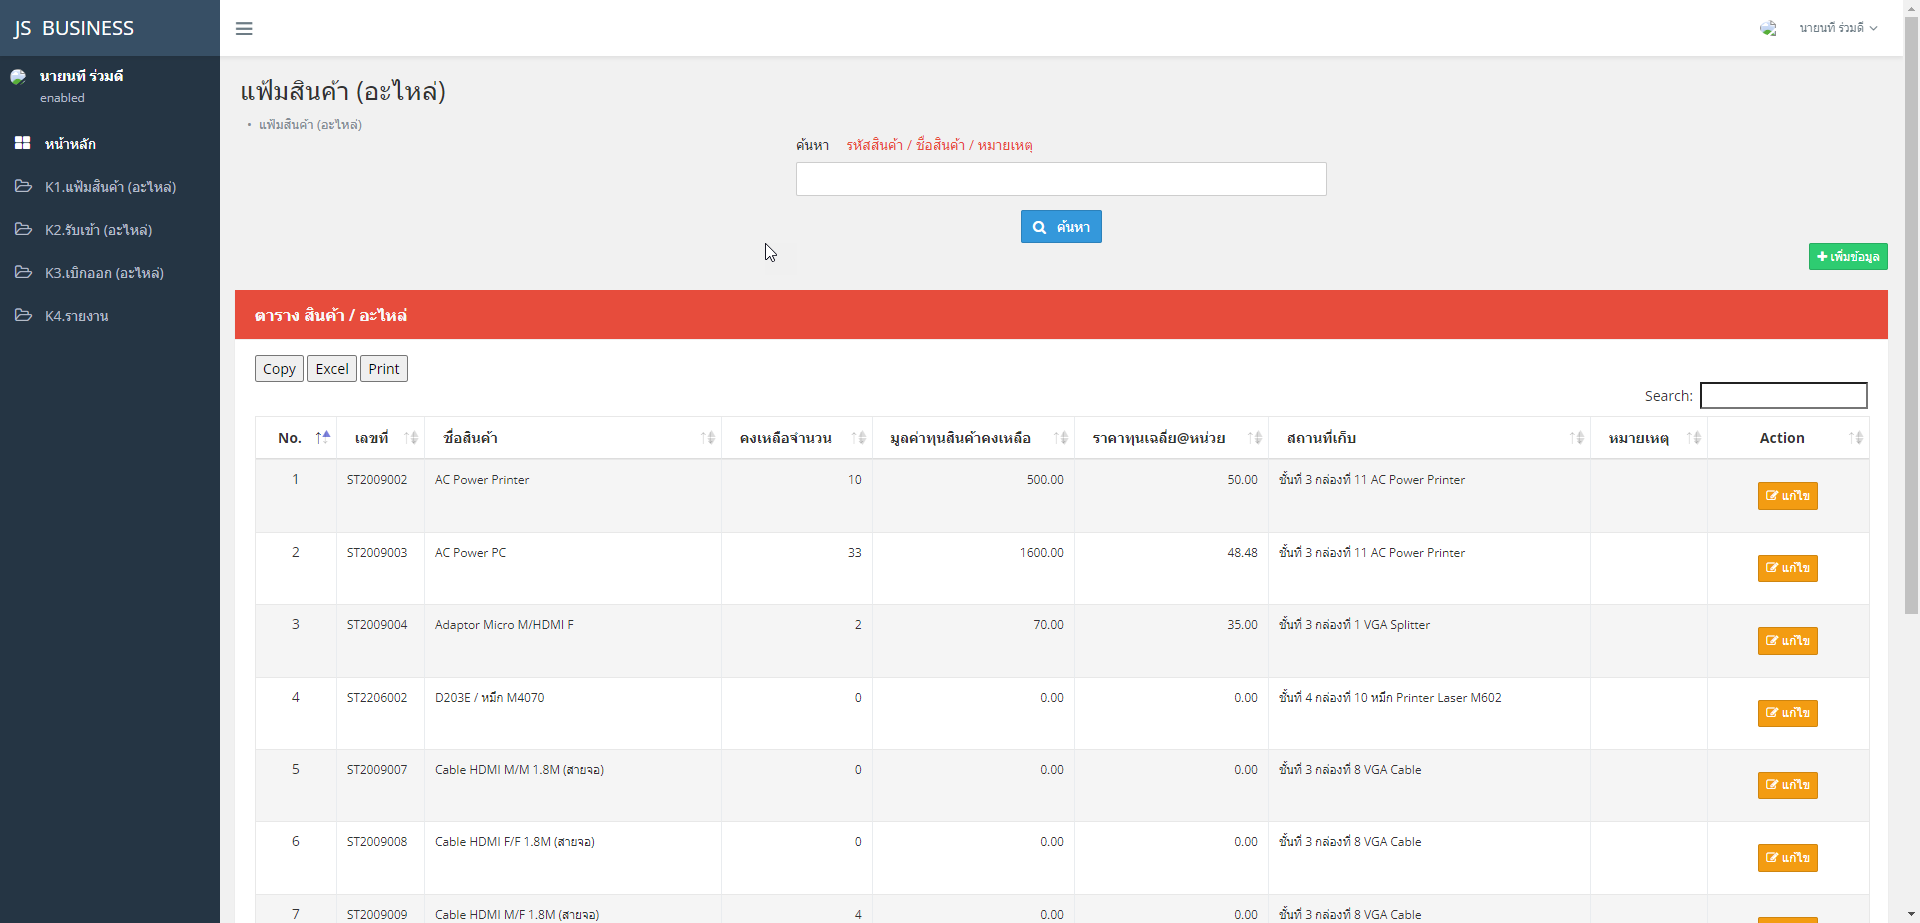 JS BUSINESS
นายนที ร่วมดี
นายนที ร่วมดี
enabled
หน้าหลัก
K1.แฟ้มสินค้า (อะไหล่)
K2.รับเข้า (อะไหล่)
K3.เบิกออก (อะไหล่)
K4.รายงาน
แฟ้มสินค้า (อะไหล่)
• แฟ้มสินค้า (อะไหล่)
ค้นหา รหัสสินค้า / ชื่อสินค้า / หมายเหตุ
ค้นหา
เพิ่มข้อมูล
ตาราง สินค้า / อะไหล่
Copy Excel Print
Search:
No. เลขที่ ชื่อสินค้า คงเหลือจำนวน มูลค่าทุนสินค้าคงเหลือ ราคาทุนเฉลี่ย@หน่วย สถานที่เก็บ หมายเหตุ Action
1 ST2009002 AC Power Printer 10 500.00 50.00 ชั้นที่ 3 กล่องที่ 11 AC Power Printer แก้ไข
2 ST2009003 AC Power PC 33 1600.00 48.48 ชั้นที่ 3 กล่องที่ 11 AC Power Printer แก้ไข
3 ST2009004 Adaptor Micro M/HDMI F 2 70.00 35.00 ชั้นที่ 3 กล่องที่ 1 VGA Splitter แก้ไข
4 ST2206002 D203E / หมึก M4070 0 0.00 0.00 ชั้นที่ 4 กล่องที่ 10 หมึก Printer Laser M602 แก้ไข
5 ST2009007 Cable HDMI M/M 1.8M (สายจอ) 0 0.00 0.00 ชั้นที่ 3 กล่องที่ 8 VGA Cable แก้ไข
6 ST2009008 Cable HDMI F/F 1.8M (สายจอ) 0 0.00 0.00 ชั้นที่ 3 กล่องที่ 8 VGA Cable แก้ไข
7 ST2009009 Cable HDMI M/F 1.8M (สายจอ) 4 0.00 0.00 ชั้นที่ 3 กล่องที่ 8 VGA Cable